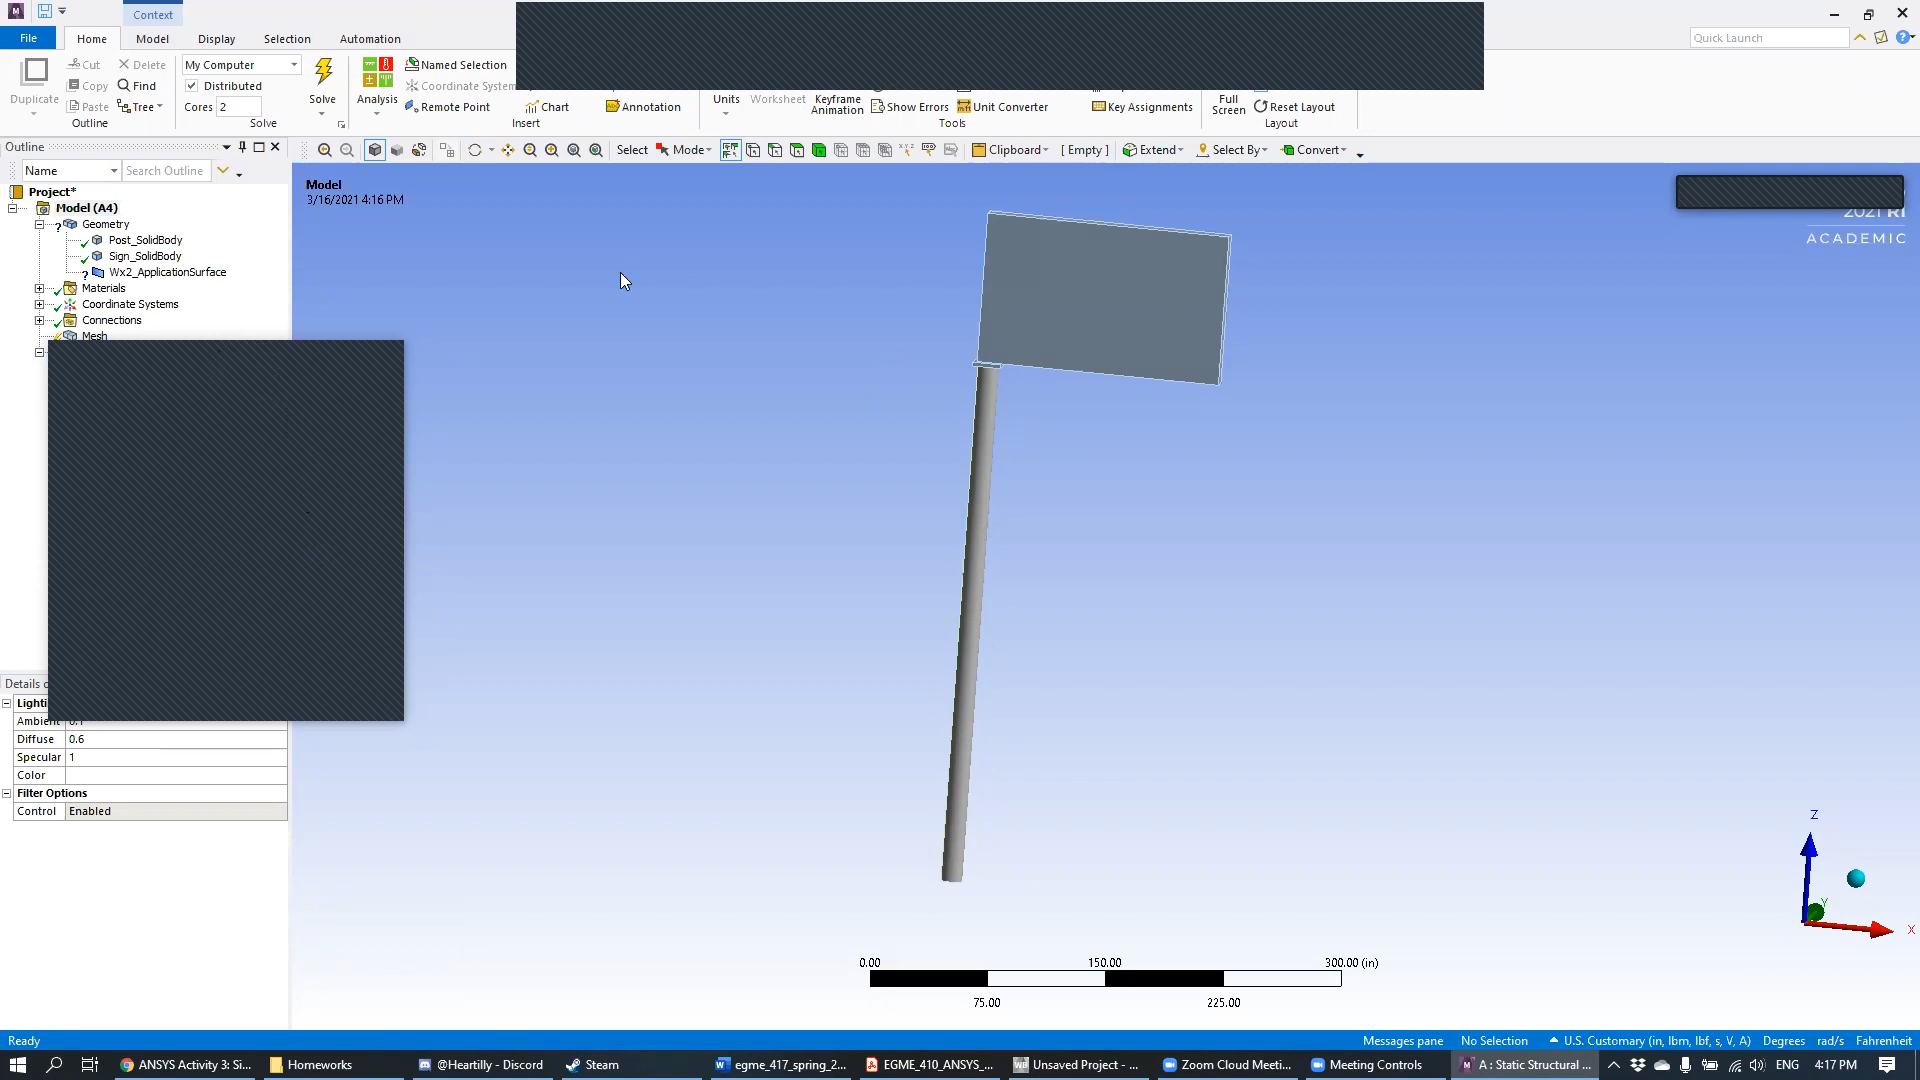 Context
File
Home
Model
Display
Selection
Automation
Quick Launch
Duplicate
Cut
Copy
Paste
Delete
Find
Tree
Outline
My Computer
Distributed
Cores 2
Solve
Solve
Analysis
Named Selection
Coordinate System
Remote Point
Chart
Annotation
Insert
Units
Worksheet
Keyframe
Animation
Show Errors
Unit Converter
Key Assignments
Tools
Full
Screen
Reset Layout
Layout
Outline
Name
Search Outline
Select
Mode
Clipboard
[ Empty ]
Extend
Select By
Convert
Project*
Model (A4)
Geometry
Post_SolidBody
Sign_SolidBody
Wx2_ApplicationSurface
Materials
Coordinate Systems
Connections
Mesh
Model
3/16/2021 4:16 PM
2021 R1
ACADEMIC
Details
Ambient 0.1
Diffuse 0.6
Specular 1
Color
Filter Options
Control Enabled
Z
Y
X
0.00 150.00 300.00 (in)
75.00 225.00
Ready
Messages pane
No Selection
U.S. Customary (in, lbm, lbf, s, V, A)
Degrees
rad/s
Fahrenheit
ANSYS Activity 3: Si...
Homeworks
@Heartilly - Discord
Steam
egme_417_spring_2...
EGME_410_ANSYS_...
Unsaved Project - ...
Zoom Cloud Meeti...
Meeting Controls
A : Static Structural ...
ENG
4:17 PM